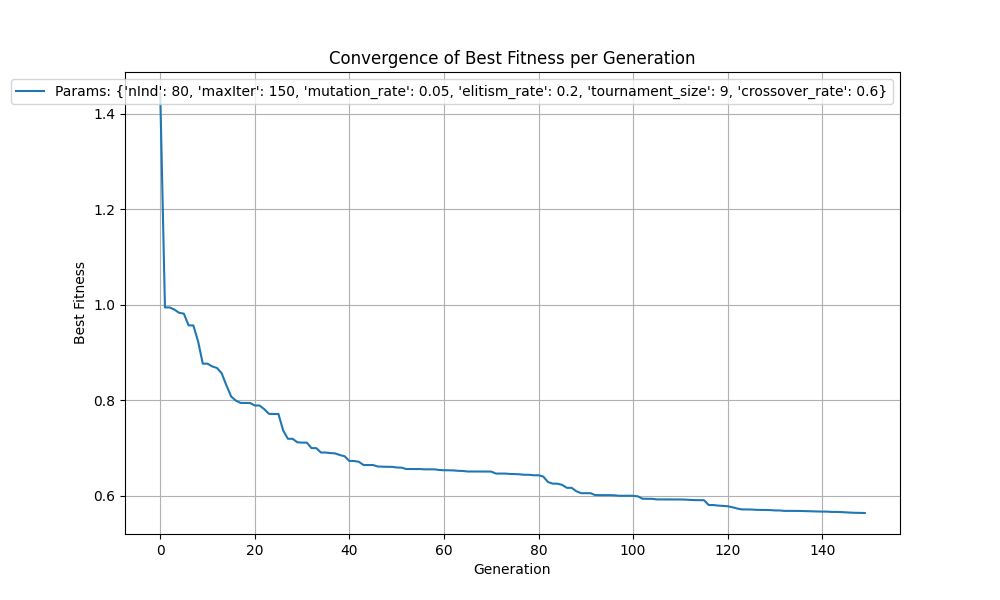 Convergence of Best Fitness per Generation
Params: {'nInd': 80, 'maxIter': 150, 'mutation_rate': 0.05, 'elitism_rate': 0.2, 'tournament_size': 9, 'crossover_rate': 0.6}
1.4
1.2
1.0
0.8
0.6
Best Fitness
0 20 40 60 80 100 120 140
Generation